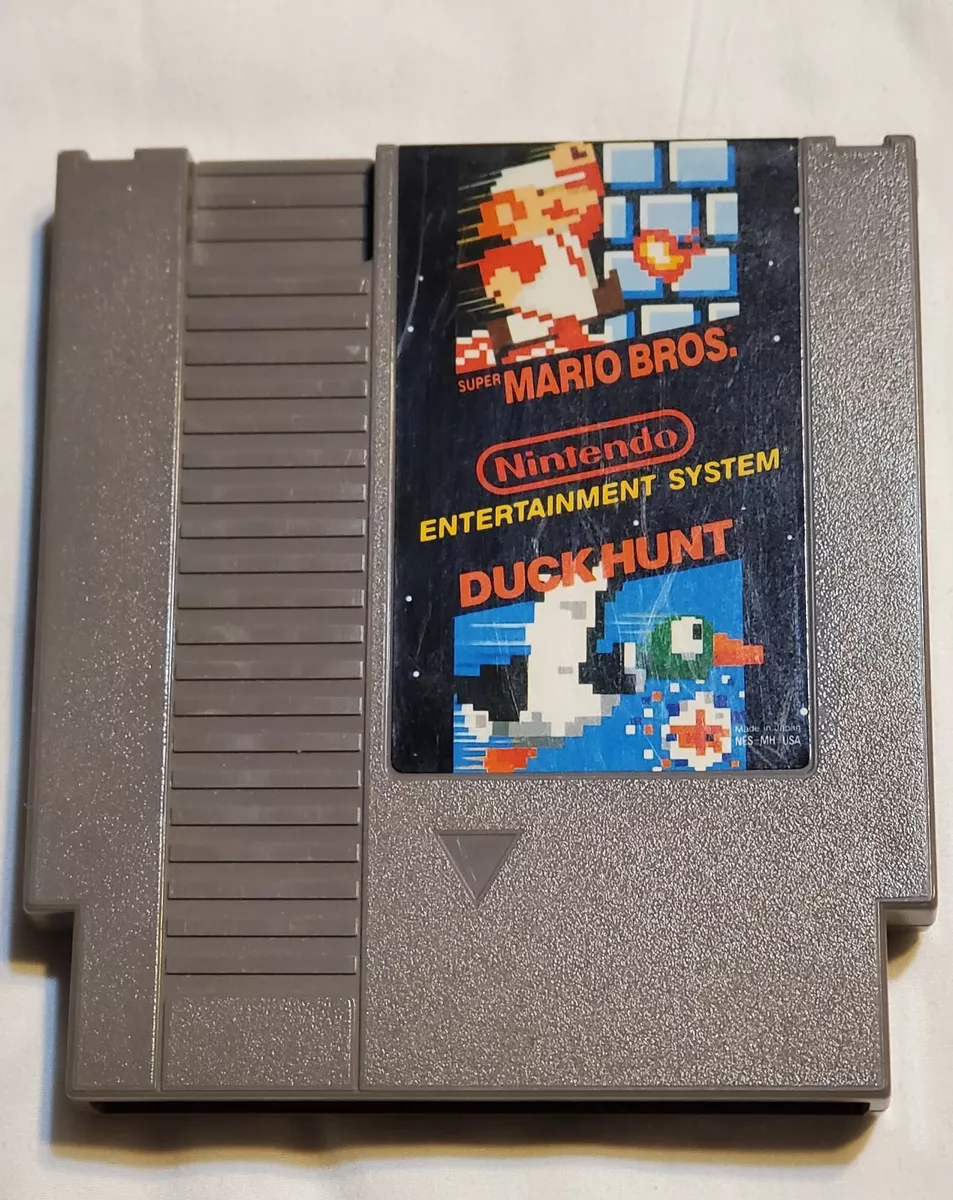 SUPER MARIO BROS.
Nintendo
ENTERTAINMENT SYSTEM
DUCK HUNT
Made in Japan
NES-MH-USA